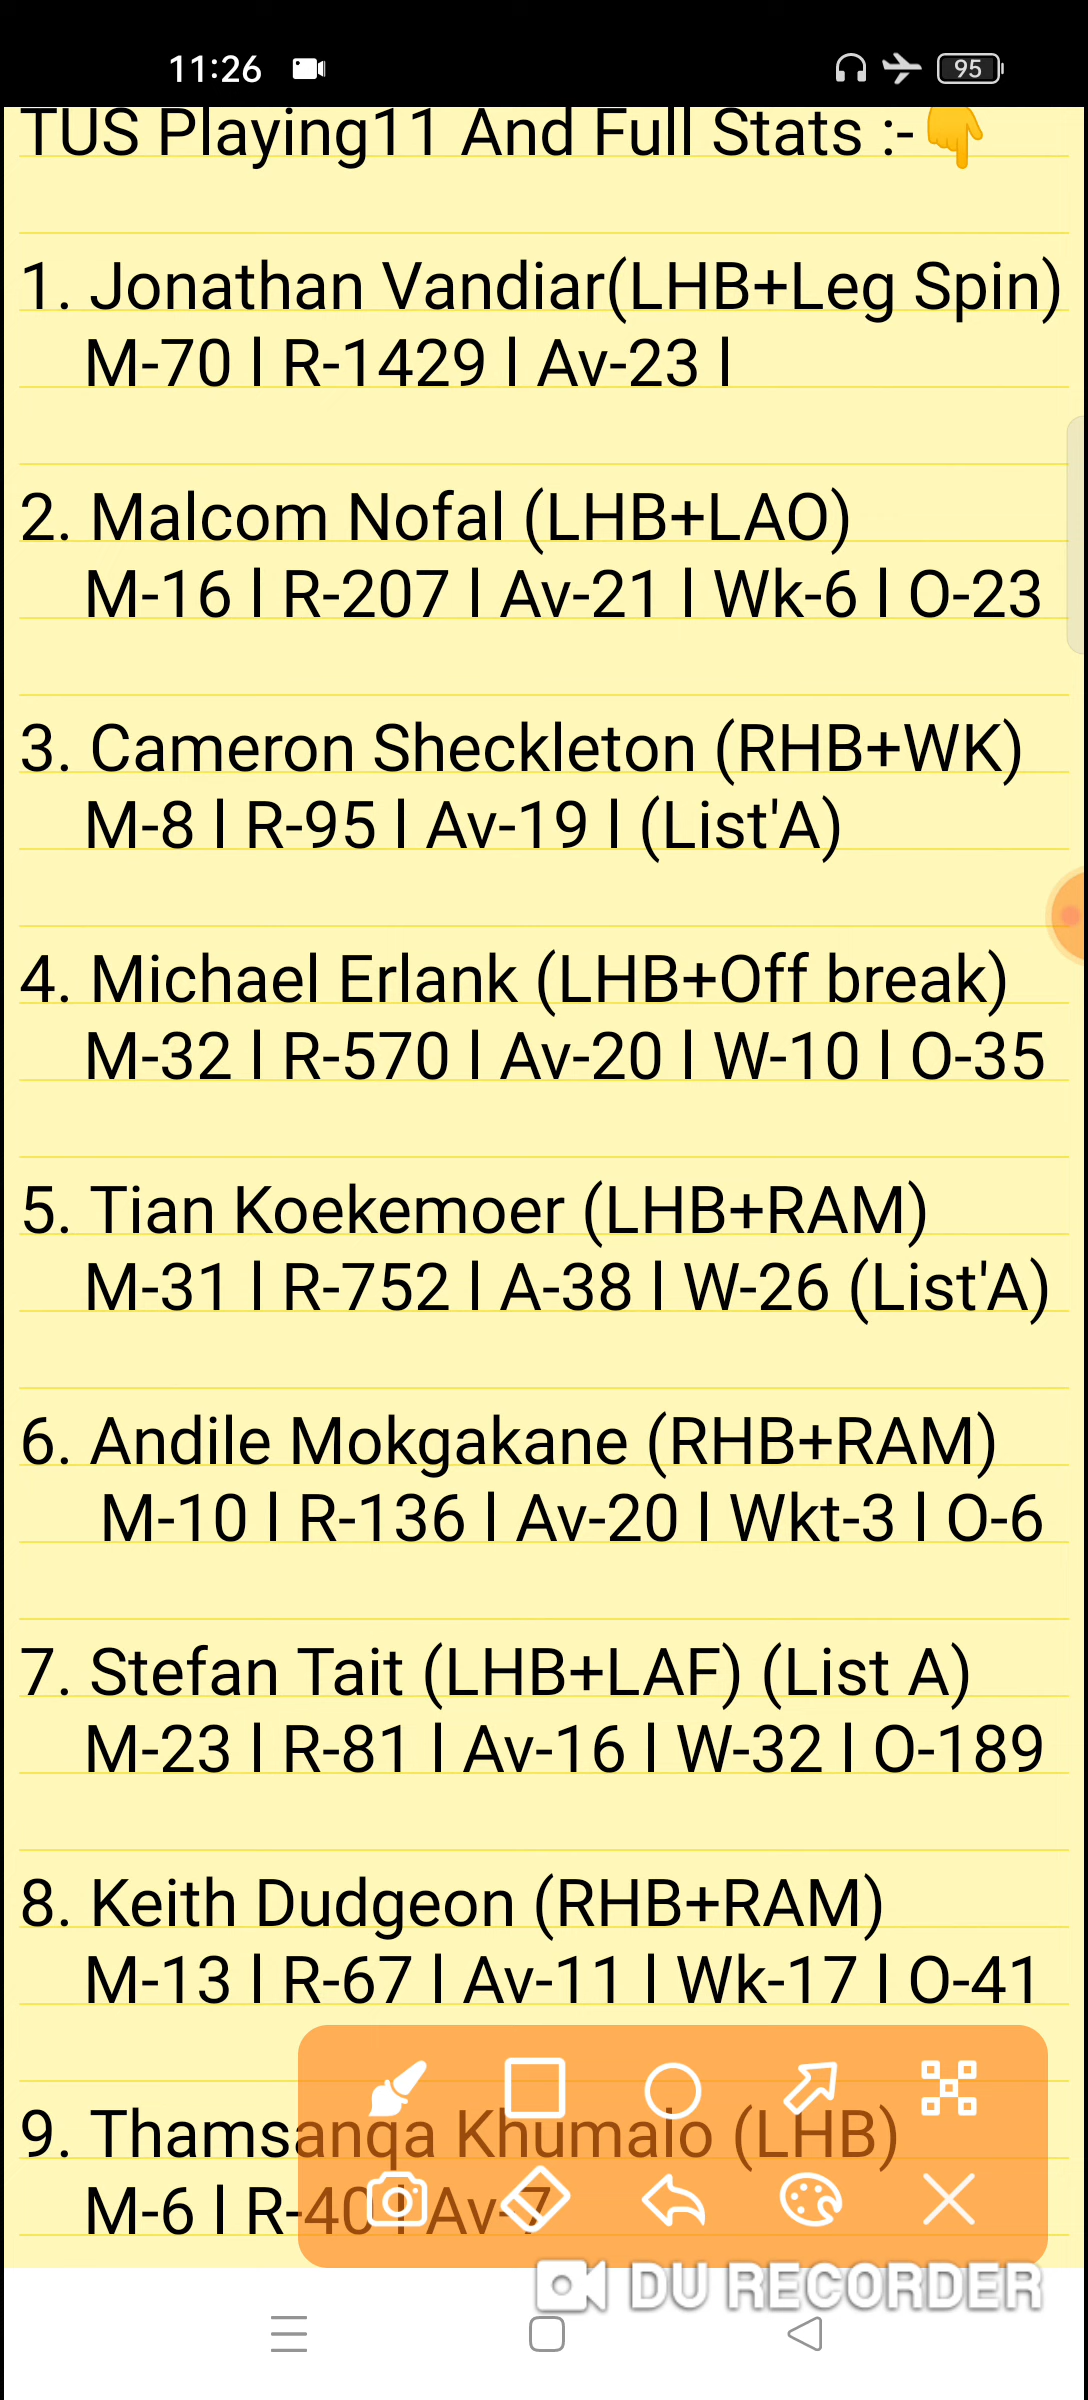 11:26
95
TUS Playing11 And Full Stats :-👇
1. Jonathan Vandiar(LHB+Leg Spin)
M-70 l R-1429 l Av-23 l
2. Malcom Nofal (LHB+LAO)
M-16 l R-207 l Av-21 l Wk-6 l O-23
3. Cameron Sheckleton (RHB+WK)
M-8 l R-95 l Av-19 l (List'A)
4. Michael Erlank (LHB+Off break)
M-32 l R-570 l Av-20 l W-10 l O-35
5. Tian Koekemoer (LHB+RAM)
M-31 l R-752 l A-38 l W-26 (List'A)
6. Andile Mokgakane (RHB+RAM)
M-10 l R-136 l Av-20 l Wkt-3 l O-6
7. Stefan Tait (LHB+LAF) (List A)
M-23 l R-81 l Av-16 l W-32 l O-189
8. Keith Dudgeon (RHB+RAM)
M-13 l R-67 l Av-11 l Wk-17 l O-41
9. Thamsanqa Khumalo (LHB)
M-6 l R-40 l Av-7
DU RECORDER